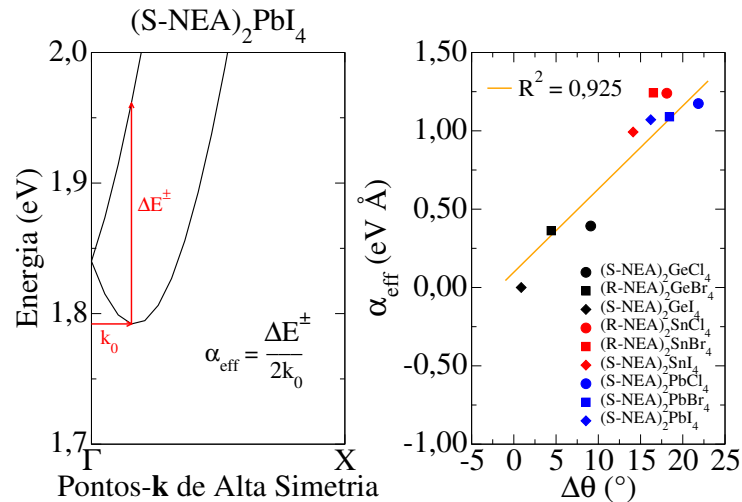 (S-NEA)₂PbI₄
2,0
1,9
1,8
1,7
Energia (eV)
ΔE±
k₀
α_eff = ΔE± / 2k₀
Γ
X
Pontos-k de Alta Simetria
1,50
1,00
0,50
0,00
-0,50
-1,00
α_eff (eV Å)
R² = 0,925
(S-NEA)₂GeCl₄
(R-NEA)₂GeBr₄
(S-NEA)₂GeI₄
(R-NEA)₂SnCl₄
(R-NEA)₂SnBr₄
(S-NEA)₂SnI₄
(S-NEA)₂PbCl₄
(S-NEA)₂PbBr₄
(S-NEA)₂PbI₄
-5 0 5 10 15 20 25
Δθ (°)